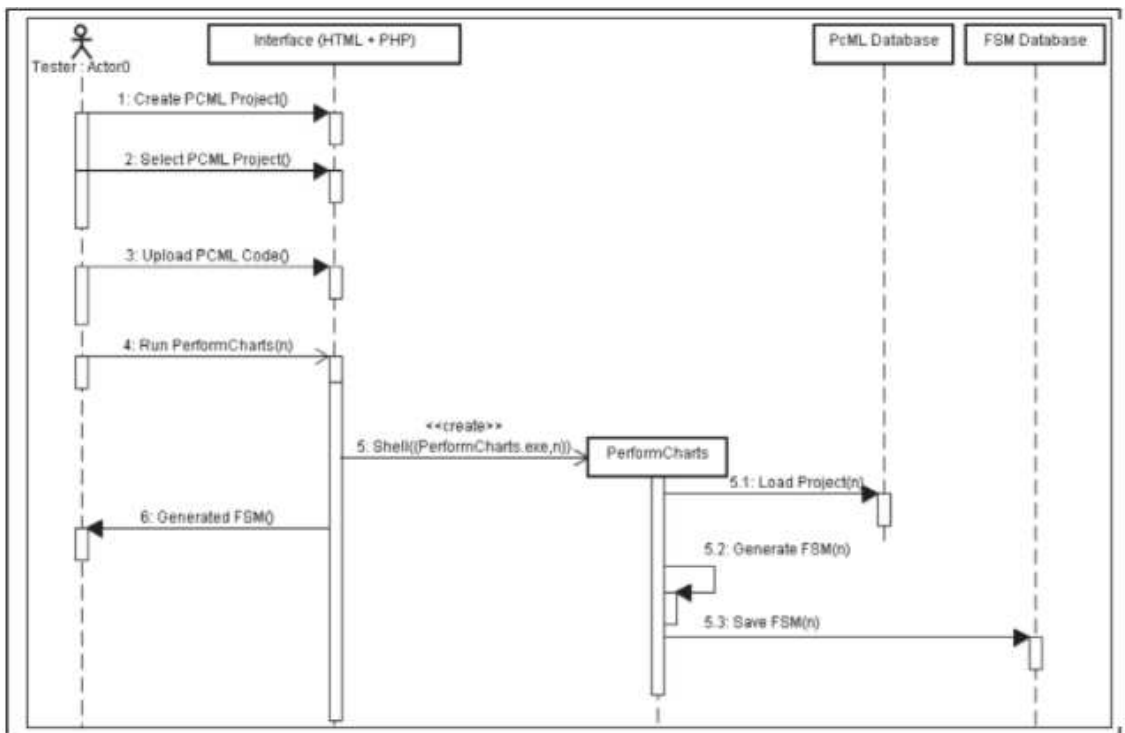 Interface (HTML + PHP)
PcML Database
FSM Database
Tester : Actor0
1: Create PCML Project()
2: Select PCML Project()
3: Upload PCML Code()
4: Run PerformCharts(n)
<<create>>
5: Shell((PerformCharts.exe,n))
PerformCharts
5.1: Load Project(n)
6: Generated FSM()
5.2: Generate FSM(n)
5.3: Save FSM(n)